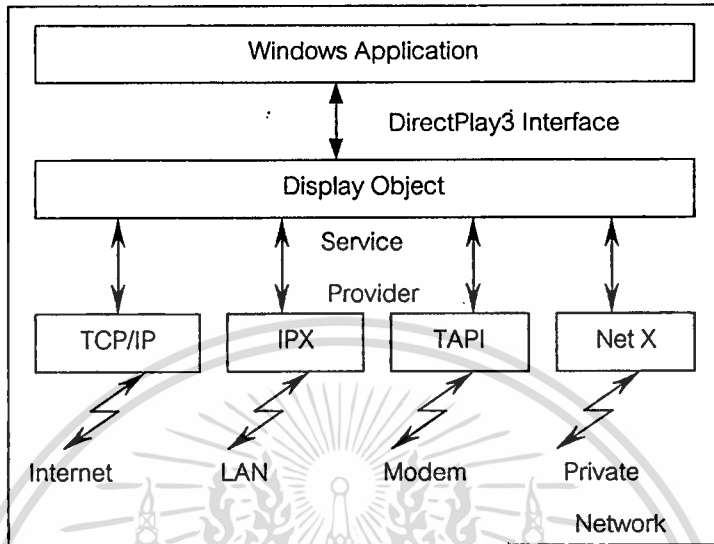 Windows Application
DirectPlay3 Interface
Display Object
Service
Provider
TCP/IP IPX TAPI Net X
Internet LAN Modem Private
Network